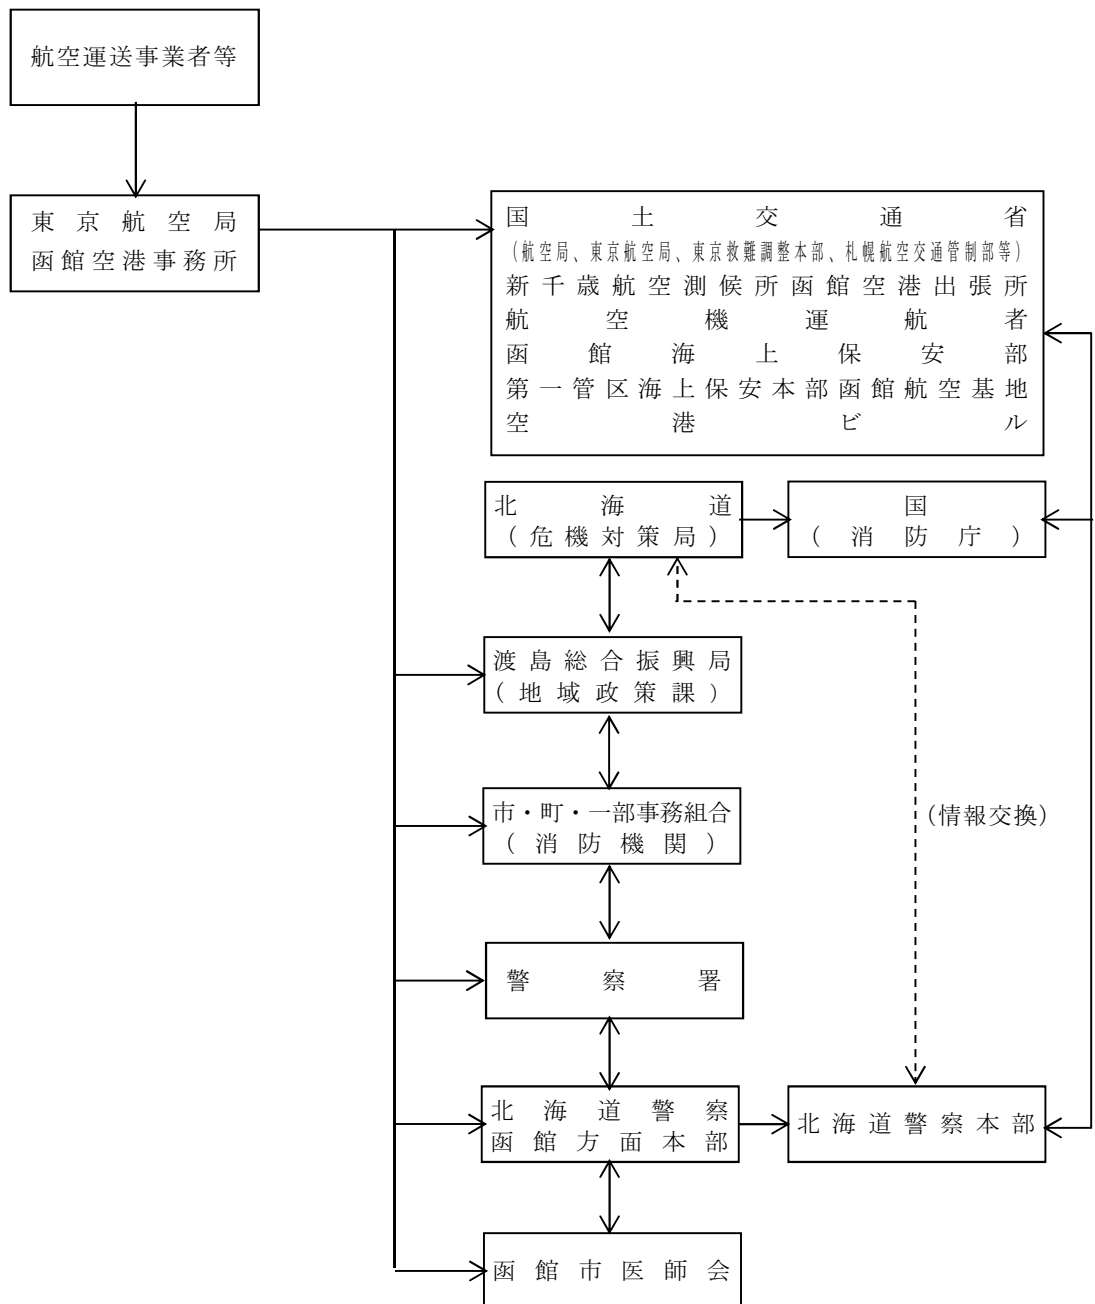 航空運送事業者等
東京航空局
函館空港事務所
国土交通省
(航空局、東京航空局、東京救難調整本部、札幌航空交通管制部等)
新千歳航空測候所函館空港出張所
航空機運航者
函館海上保安部
第一管区海上保安本部函館航空基地
空港ビル
北海道
(危機対策局)
国
(消防庁)
渡島総合振興局
(地域政策課)
市・町・一部事務組合
(消防機関)
(情報交換)
警察署
北海道警察
函館方面本部
北海道警察本部
函館市医師会